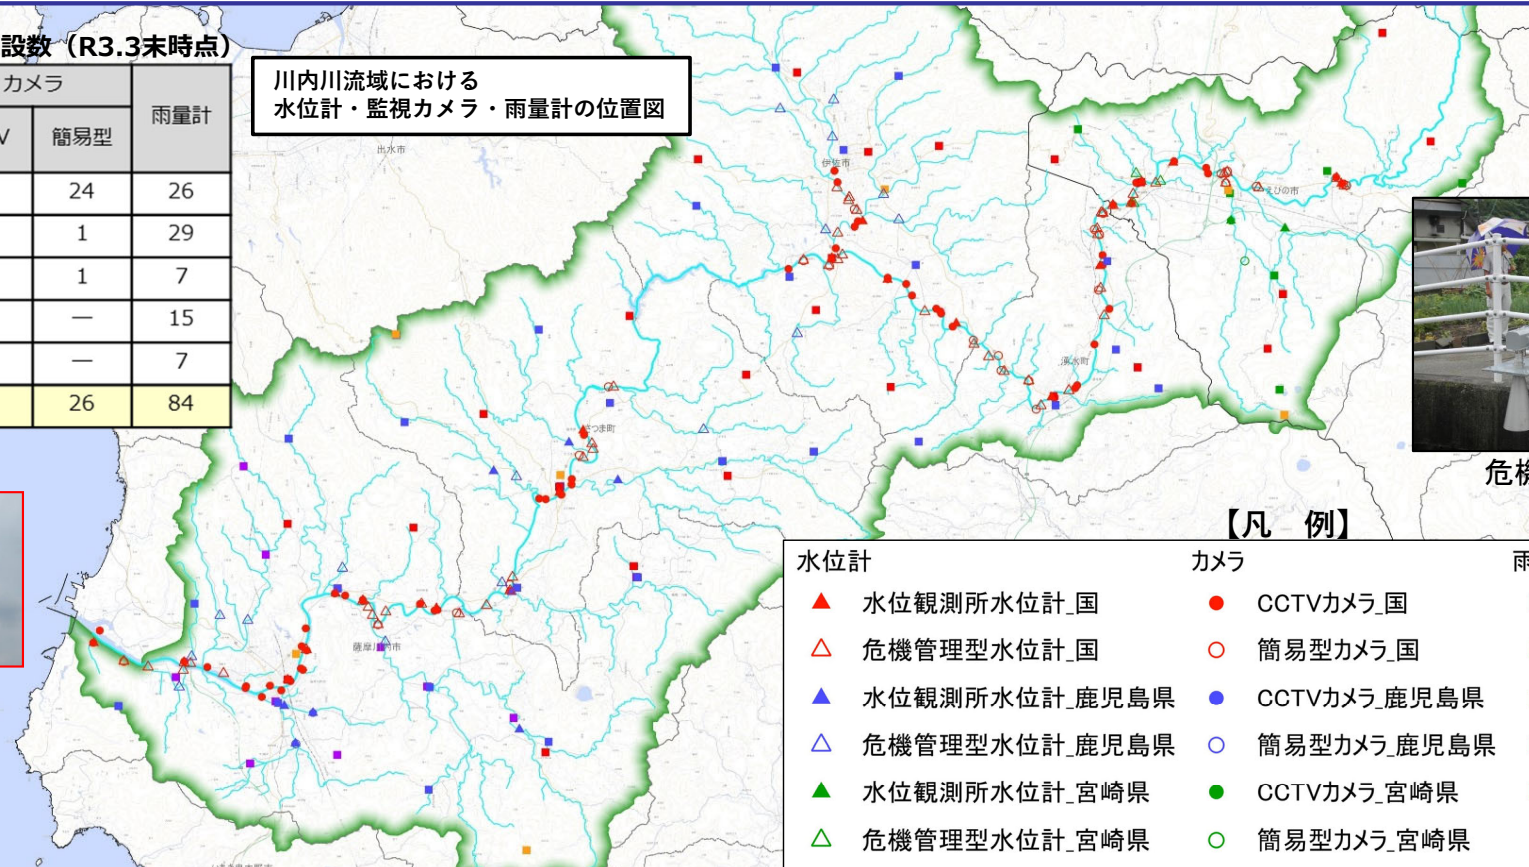 設数（R3.3末時点）
カメラ
雨量計
V
簡易型
24 26
1 29
1 7
― 15
― 7
26 84
川内川流域における
水位計・監視カメラ・雨量計の位置図
出水市
伊佐市
えびの市
湧水町
さつま町
薩摩川内市
危機
【凡　例】
水位計 カメラ 雨
水位観測所水位計_国 CCTVカメラ_国
危機管理型水位計_国 簡易型カメラ_国
水位観測所水位計_鹿児島県 CCTVカメラ_鹿児島県
危機管理型水位計_鹿児島県 簡易型カメラ_鹿児島県
水位観測所水位計_宮崎県 CCTVカメラ_宮崎県
危機管理型水位計_宮崎県 簡易型カメラ_宮崎県